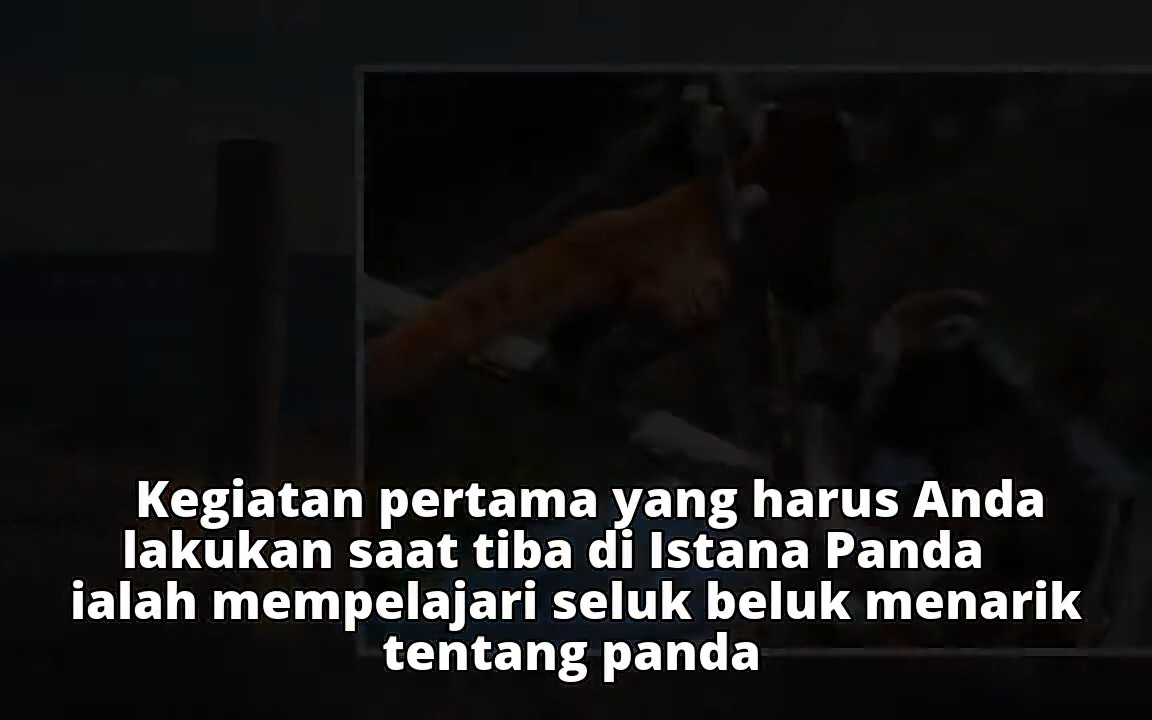 Kegiatan pertama yang harus Anda
lakukan saat tiba di Istana Panda
ialah mempelajari seluk beluk menarik
tentang panda